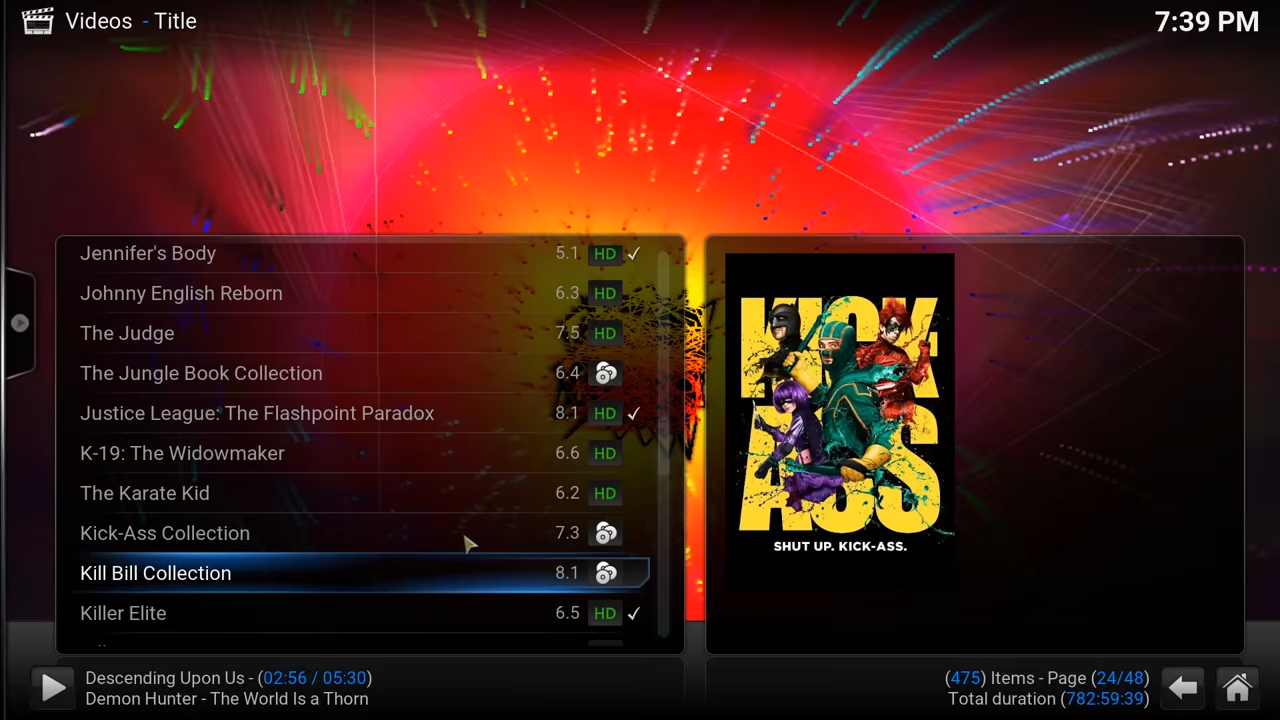 Videos - Title
7:39 PM
Jennifer's Body 5.1 HD ✓
Johnny English Reborn 6.3 HD
The Judge 7.5 HD
The Jungle Book Collection 6.4
Justice League: The Flashpoint Paradox 8.1 HD ✓
K-19: The Widowmaker 6.6 HD
The Karate Kid 6.2 HD
Kick-Ass Collection 7.3
Kill Bill Collection 8.1
Killer Elite 6.5 HD ✓
KICK
ASS
SHUT UP. KICK-ASS.
Descending Upon Us - (02:56 / 05:30)
Demon Hunter - The World Is a Thorn
(475) Items - Page (24/48)
Total duration (782:59:39)